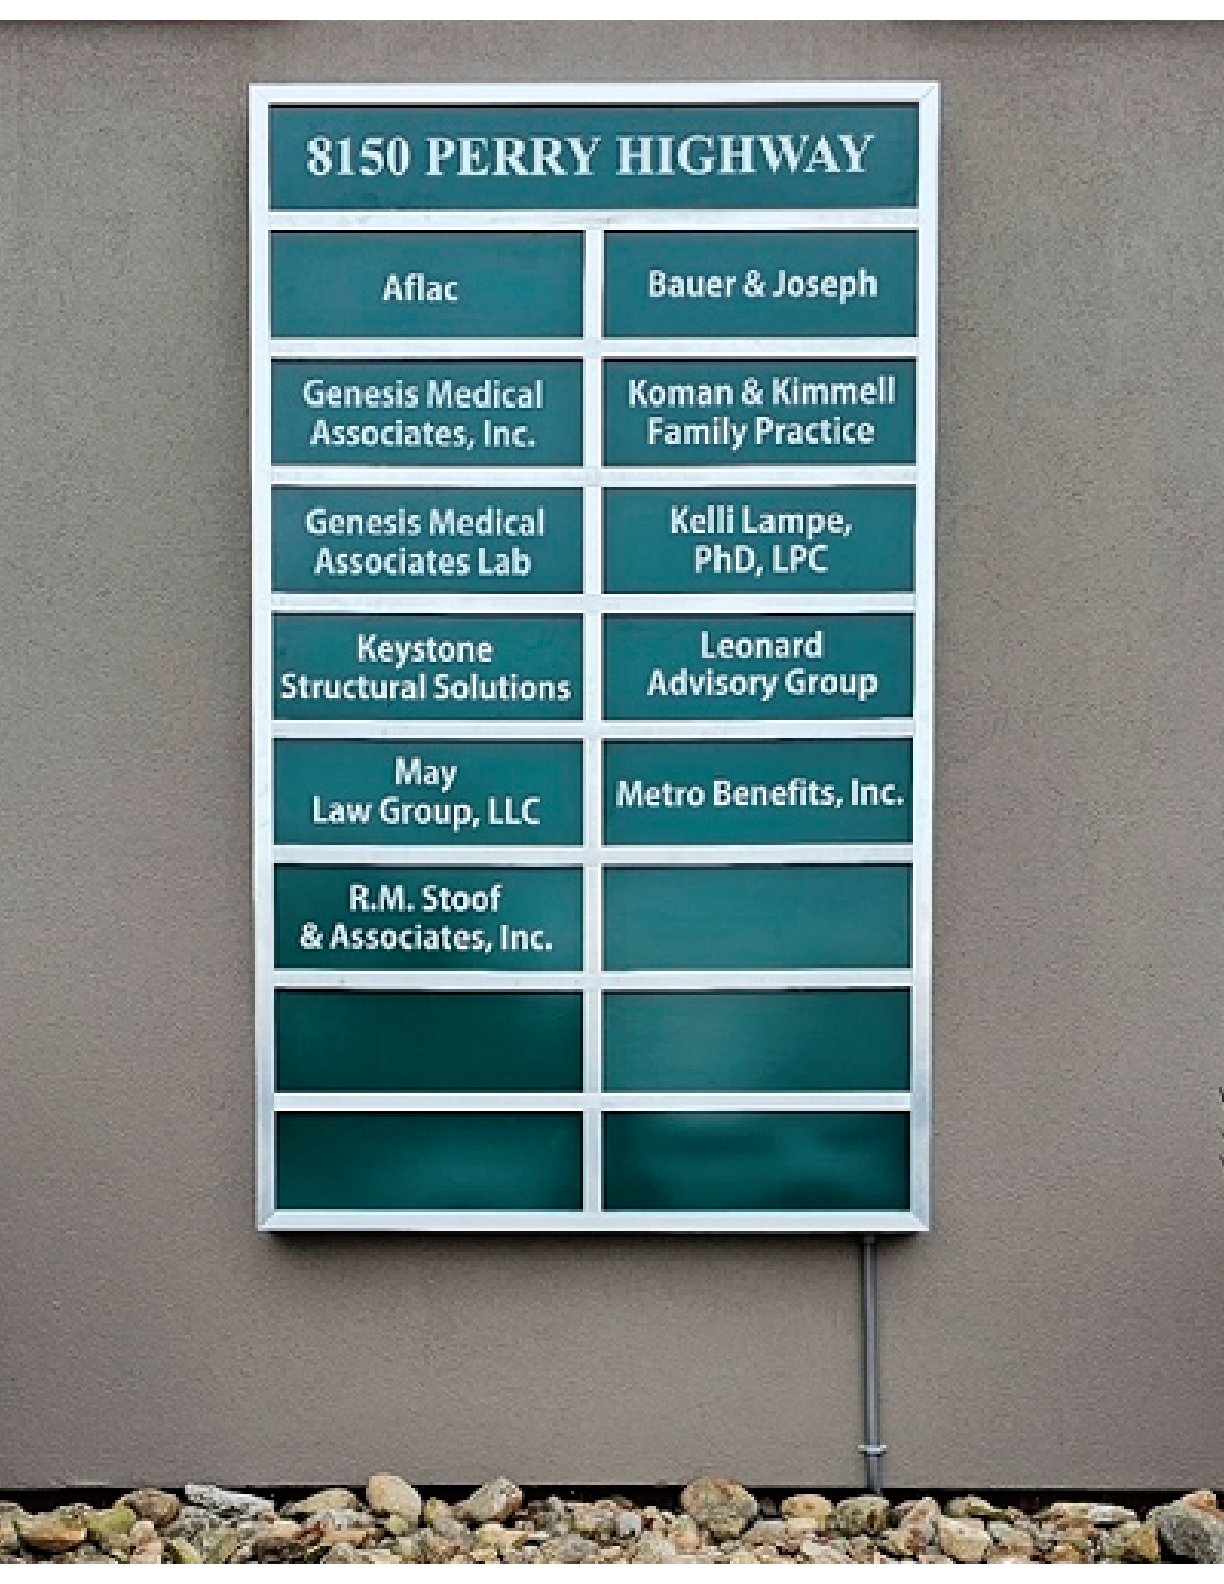 8150 PERRY HIGHWAY
Aflac
Bauer & Joseph
Genesis Medical
Associates, Inc.
Koman & Kimmell
Family Practice
Genesis Medical
Associates Lab
Kelli Lampe,
PhD, LPC
Keystone
Structural Solutions
Leonard
Advisory Group
May
Law Group, LLC
Metro Benefits, Inc.
R.M. Stoof
& Associates, Inc.